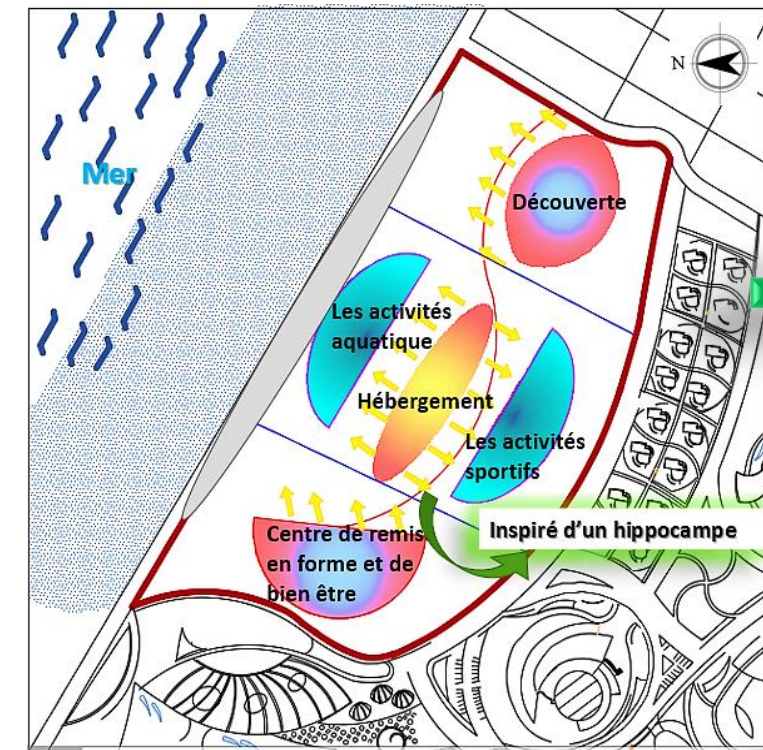 N
Mer
Découverte
Les activités
aquatique
Hébergement
Les activités
sportifs
Inspiré d'un hippocampe
Centre de remis
en forme et de
bien être